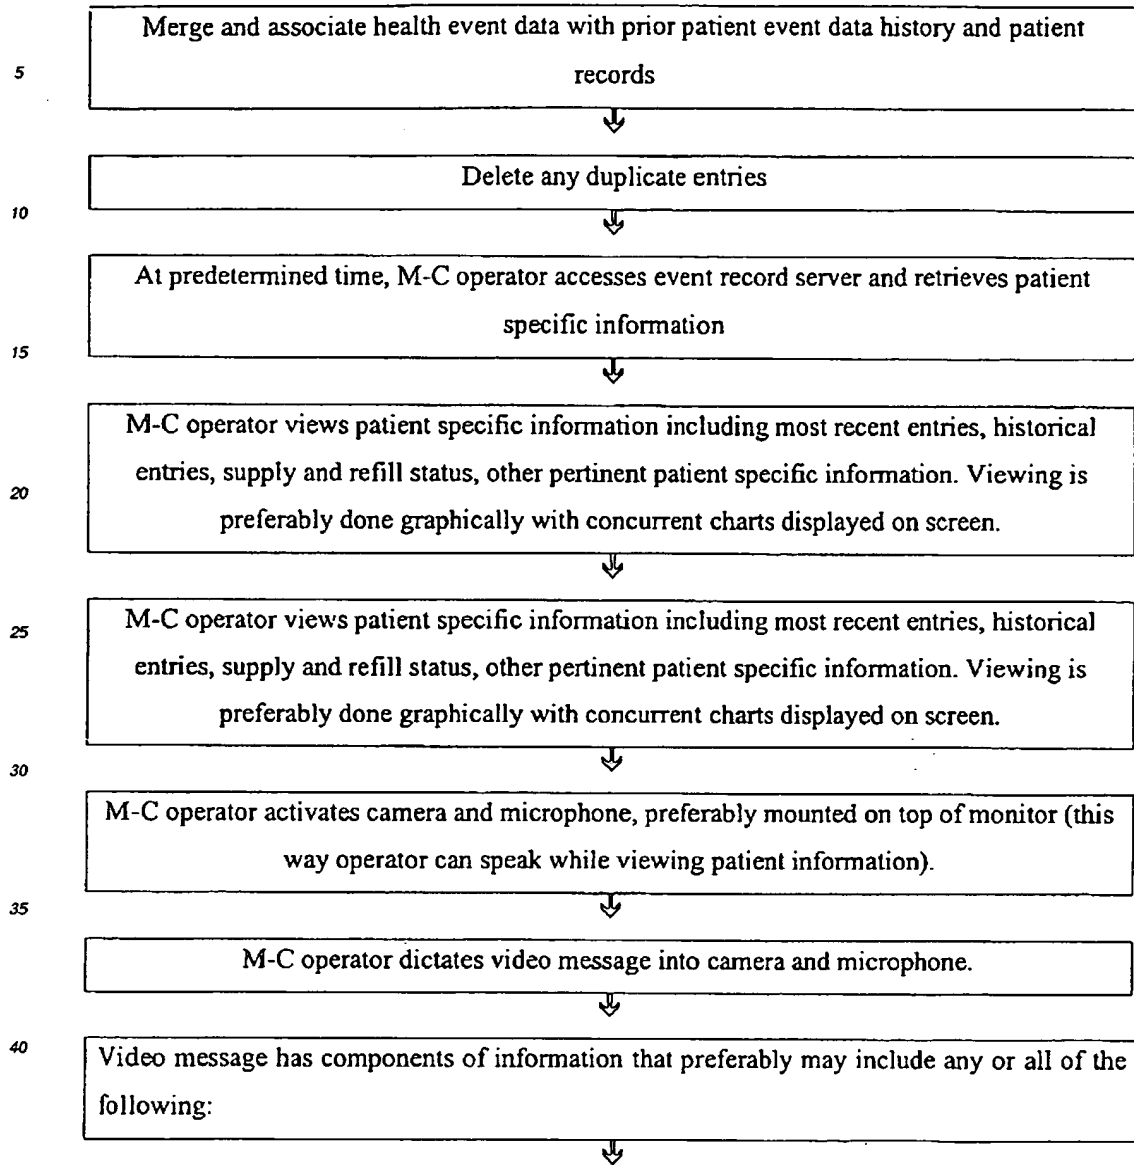 Merge and associate health event data with prior patient event data history and patient
5
records
Delete any duplicate entries
10
At predetermined time, M-C operator accesses event record server and retrieves patient
specific information
15
M-C operator views patient specific information including most recent entries, historical
entries, supply and refill status, other pertinent patient specific information. Viewing is
20
preferably done graphically with concurrent charts displayed on screen.
M-C operator views patient specific information including most recent entries, historical
25
entries, supply and refill status, other pertinent patient specific information. Viewing is
preferably done graphically with concurrent charts displayed on screen.
30
M-C operator activates camera and microphone, preferably mounted on top of monitor (this
way operator can speak while viewing patient information).
35
M-C operator dictates video message into camera and microphone.
40
Video message has components of information that preferably may include any or all of the
following: